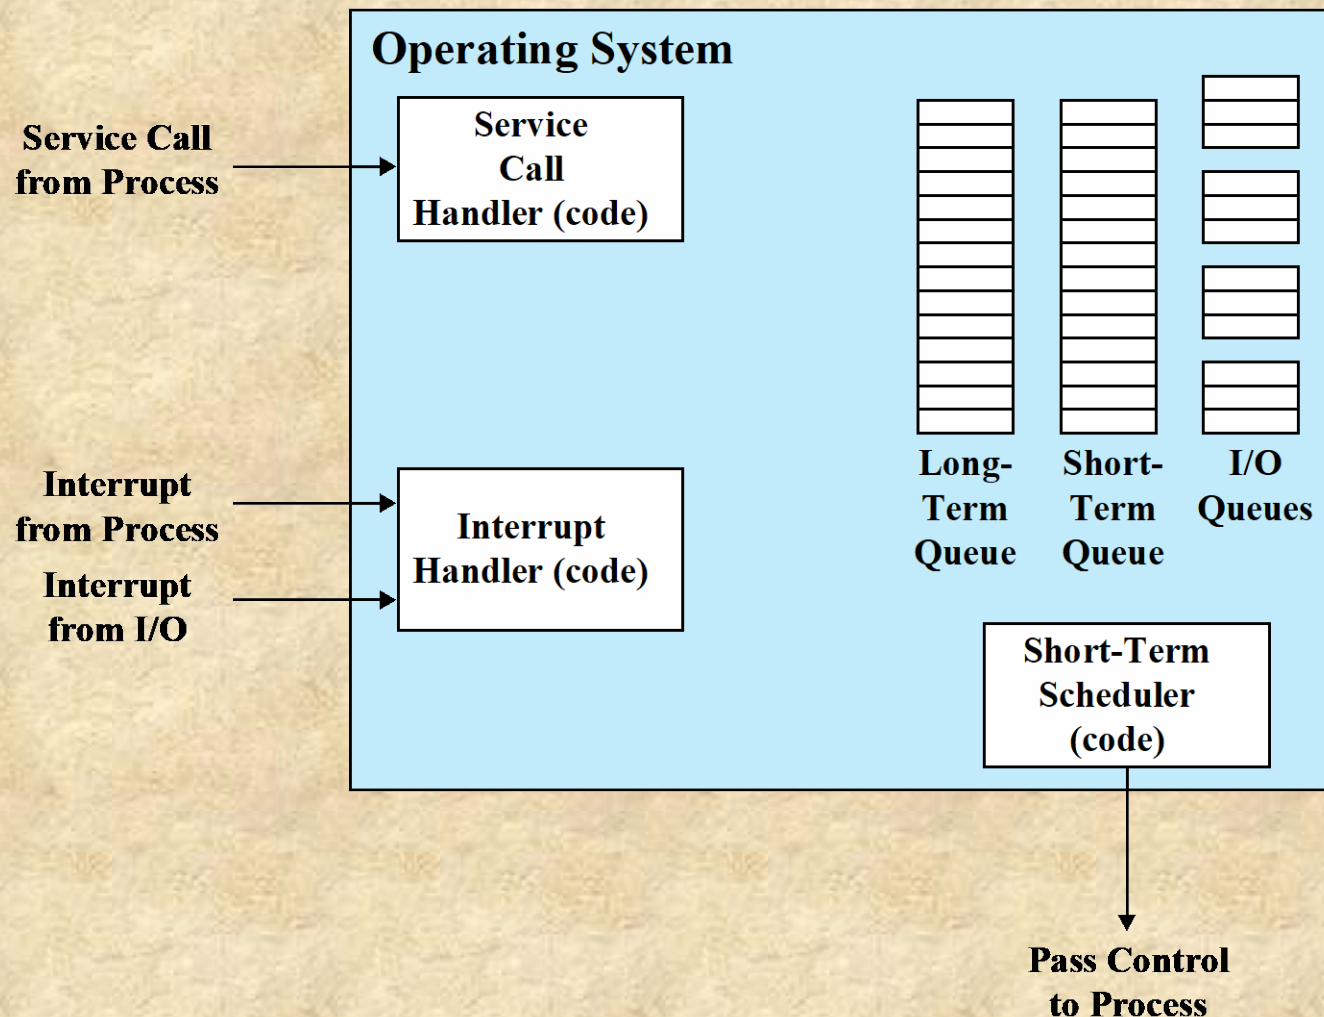 Operating System
Service Call
from Process
Service
Call
Handler (code)
Interrupt
from Process
Interrupt
from I/O
Interrupt
Handler (code)
Long-
Term
Queue
Short-
Term
Queue
I/O
Queues
Short-Term
Scheduler
(code)
Pass Control
to Process